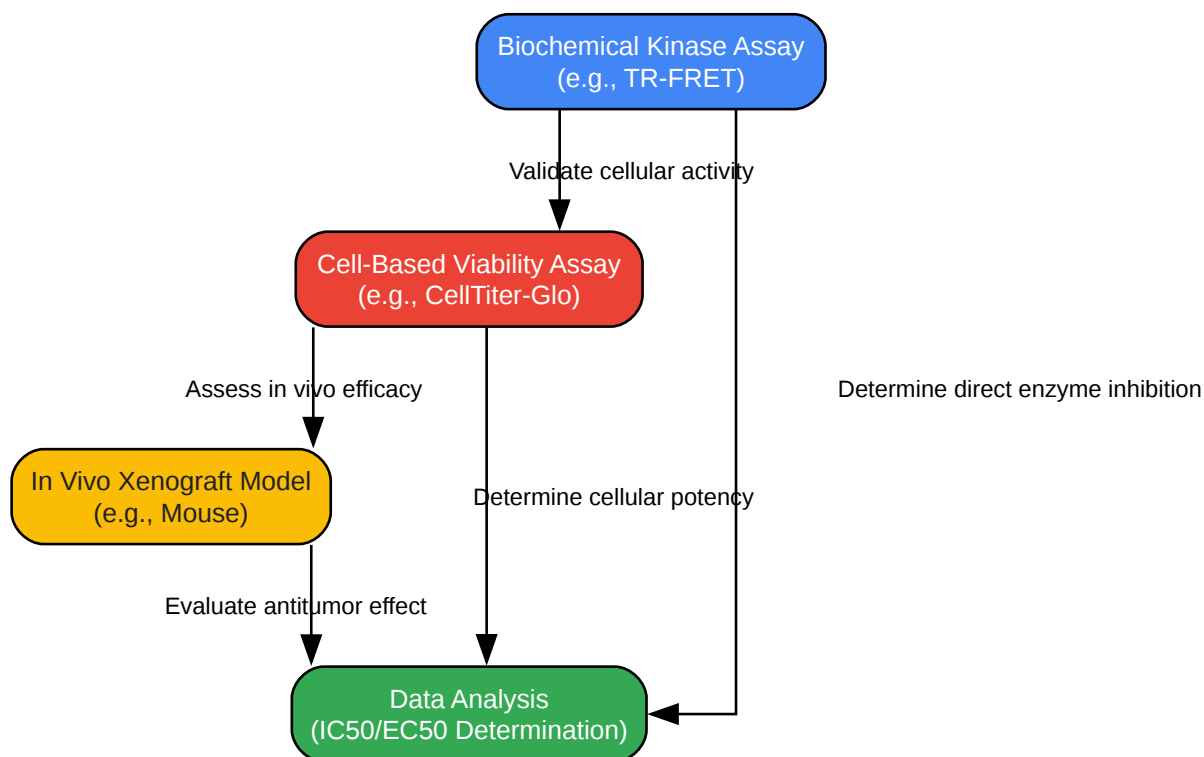 Biochemical Kinase Assay
(e.g., TR-FRET)
Validate cellular activity
Cell-Based Viability Assay
(e.g., CellTiter-Glo)
Assess in vivo efficacy
Determine direct enzyme inhibition
In Vivo Xenograft Model
(e.g., Mouse)
Determine cellular potency
Evaluate antitumor effect
Data Analysis
(IC50/EC50 Determination)